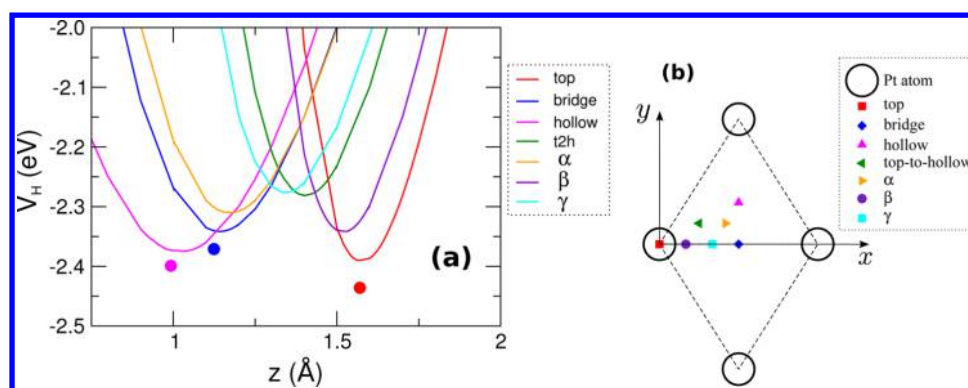 -2.0
-2.1
-2.2
-2.3
-2.4
-2.5
V_H (eV)
1
1.5
2
z (Å)
(a)
top
bridge
hollow
t2h
α
β
γ
(b)
y
x
Pt atom
top
bridge
hollow
top-to-hollow
α
β
γ